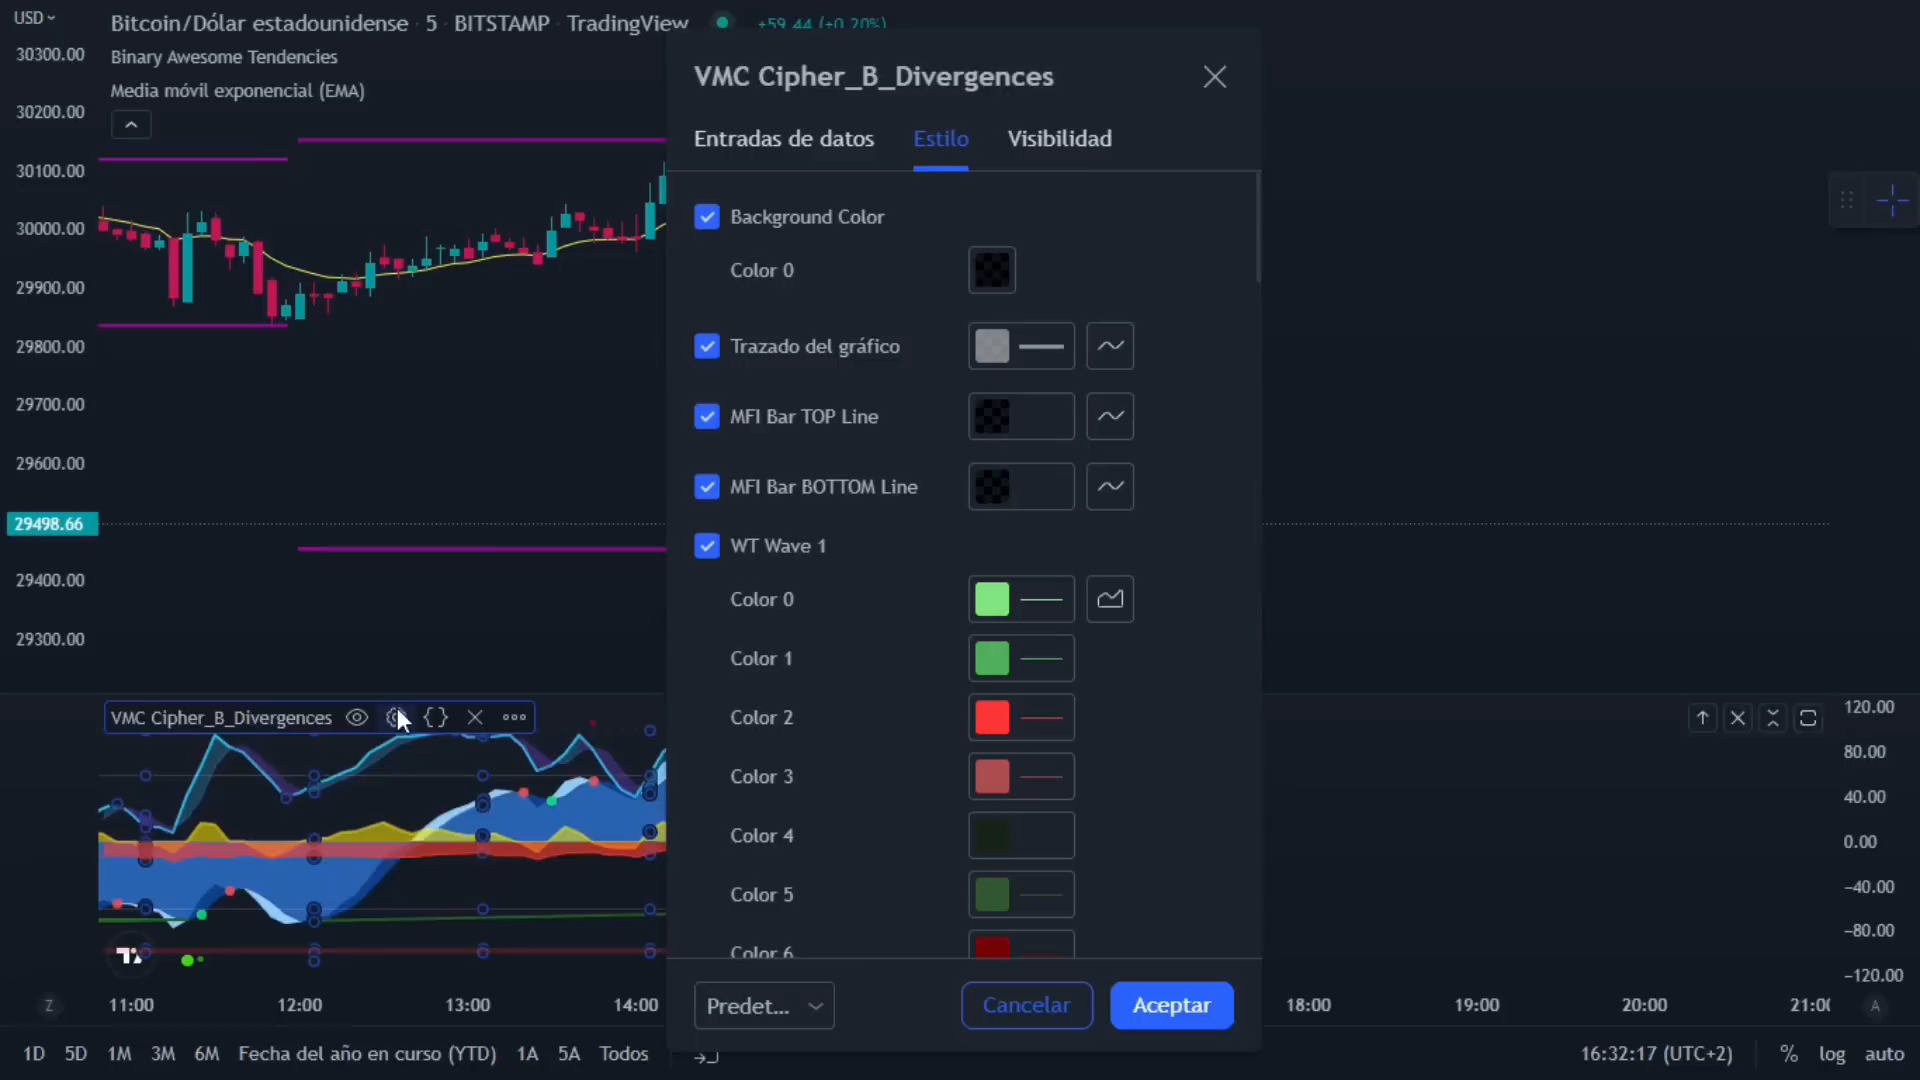 USD
Bitcoin/Dólar estadounidense · 5 · BITSTAMP · TradingView
+59.44 (+0.20%)
Binary Awesome Tendencies
Media móvil exponencial (EMA)
30300.00
30200.00
30100.00
30000.00
29900.00
29800.00
29700.00
29600.00
29498.66
29400.00
29300.00
VMC Cipher_B_Divergences
Entradas de datos
Estilo
Visibilidad
Background Color
Color 0
Trazado del gráfico
MFI Bar TOP Line
MFI Bar BOTTOM Line
WT Wave 1
Color 0
Color 1
Color 2
Color 3
Color 4
Color 5
Color 6
Predet...
Cancelar
Aceptar
VMC Cipher_B_Divergences
120.00
80.00
40.00
0.00
−40.00
−80.00
−120.00
Z
11:00
12:00
13:00
14:00
18:00
19:00
20:00
21:00
A
1D
5D
1M
3M
6M
Fecha del año en curso (YTD)
1A
5A
Todos
16:32:17 (UTC+2)
%
log
auto